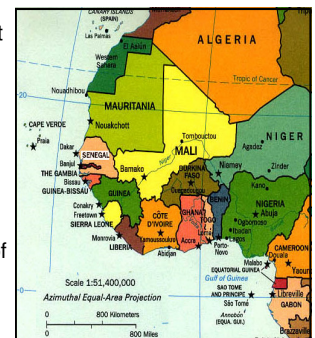 t
of
CANARY ISLANDS
(SPAIN)
Las Palmas
El Aaiún
Western
Sahara
ALGERIA
Tropic of Cancer
20
Nouadhibou
MAURITANIA
Nouakchott
CAPE VERDE
Praia
Tombouctou
MALI
NIGER
Agadez
Zinder
Dakar
SENEGAL
Banjul
THE GAMBIA
Bissau
GUINEA-BISSAU
Bamako
Niger
BURKINA
FASO
Ouagadougou
Niamey
Kano
GUINEA
Conakry
Freetown
SIERRA LEONE
Monrovia
LIBERIA
CÔTE
D'IVOIRE
Yamoussoukro
Abidjan
GHANA
Accra
TOGO
Lomé
BENIN
Porto-
Novo
NIGERIA
Abuja
Ogbomoso
Ibadan
Lagos
CAMEROON
Douala
Malabo
Yaoun
EQUATORIAL GUINEA
Gulf of Guinea
SAO TOME
AND PRINCIPE
São Tomé
Libreville
GABON
Annobón
(EQUA. GUI.)
Brazzaville
Scale 1:51,400,000
Azimuthal Equal-Area Projection
0
800 Kilometers
0
800 Miles